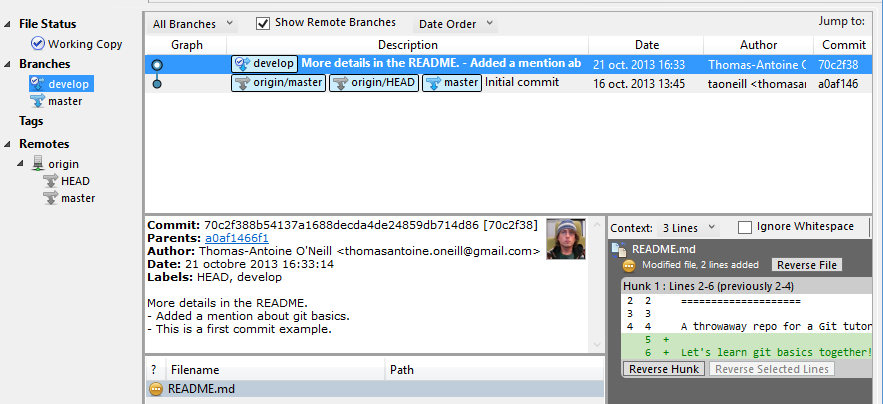 File Status
Working Copy
Branches
develop
master
Tags
Remotes
origin
HEAD
master
All Branches Show Remote Branches Date Order Jump to:
Graph Description Date Author Commit
develop More details in the README. - Added a mention ab 21 oct. 2013 16:33 Thomas-Antoine O 70c2f38
origin/master origin/HEAD master Initial commit 16 oct. 2013 13:45 taoneill <thomasar a0af146
Commit: 70c2f388b54137a1688decda4de24859db714d86 [70c2f38]
Parents: a0af1466f1
Author: Thomas-Antoine O'Neill <thomasantoine.oneill@gmail.com>
Date: 21 octobre 2013 16:33:14
Labels: HEAD, develop
More details in the README.
- Added a mention about git basics.
- This is a first commit example.
? Filename Path
README.md
Context: 3 Lines Ignore Whitespace
README.md
Modified file, 2 lines added Reverse File
Hunk 1 : Lines 2-6 (previously 2-4)
2 2 ====================
3 3
4 4 A throwaway repo for a Git tutor
5 +
6 + Let's learn git basics together!
Reverse Hunk Reverse Selected Lines